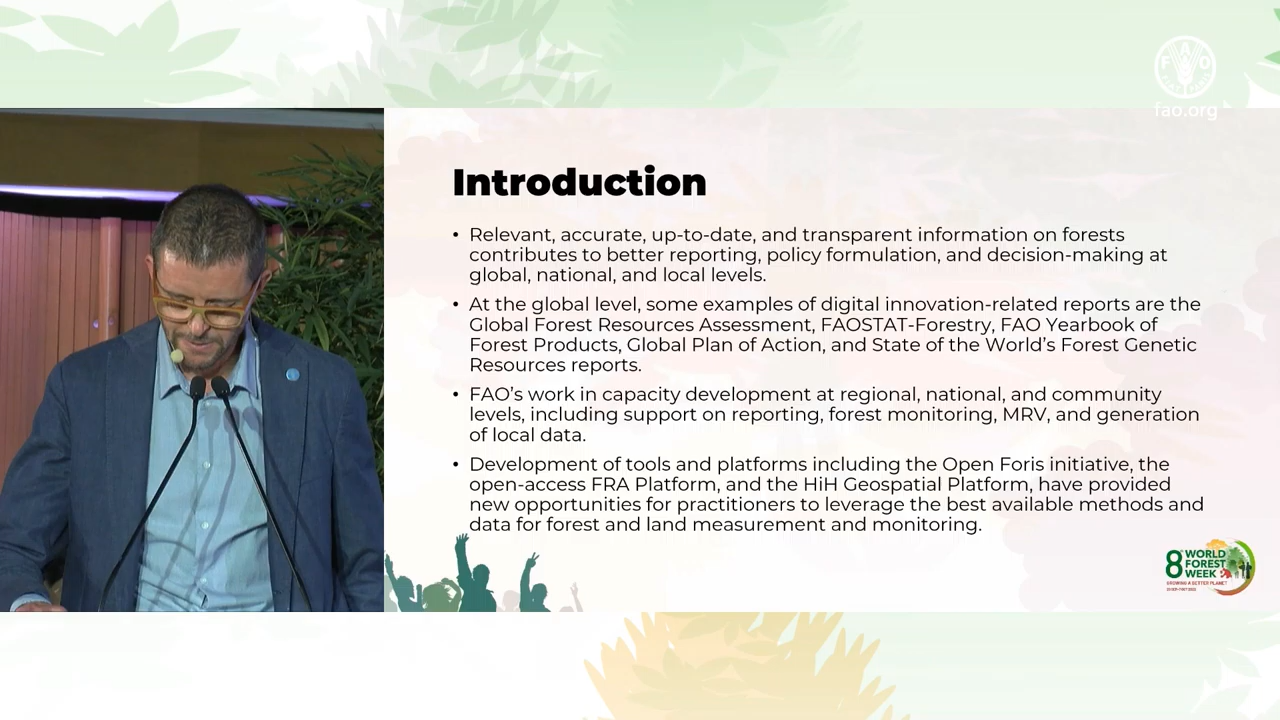 FAO
FIAT PANIS
fao.org
Introduction
• Relevant, accurate, up-to-date, and transparent information on forests
contributes to better reporting, policy formulation, and decision-making at
global, national, and local levels.
• At the global level, some examples of digital innovation-related reports are the
Global Forest Resources Assessment, FAOSTAT-Forestry, FAO Yearbook of
Forest Products, Global Plan of Action, and State of the World’s Forest Genetic
Resources reports.
• FAO’s work in capacity development at regional, national, and community
levels, including support on reporting, forest monitoring, MRV, and generation
of local data.
• Development of tools and platforms including the Open Foris initiative, the
open-access FRA Platform, and the HiH Geospatial Platform, have provided
new opportunities for practitioners to leverage the best available methods and
data for forest and land measurement and monitoring.
8 WORLD
FOREST
WEEK
GROWING A BETTER PLANET